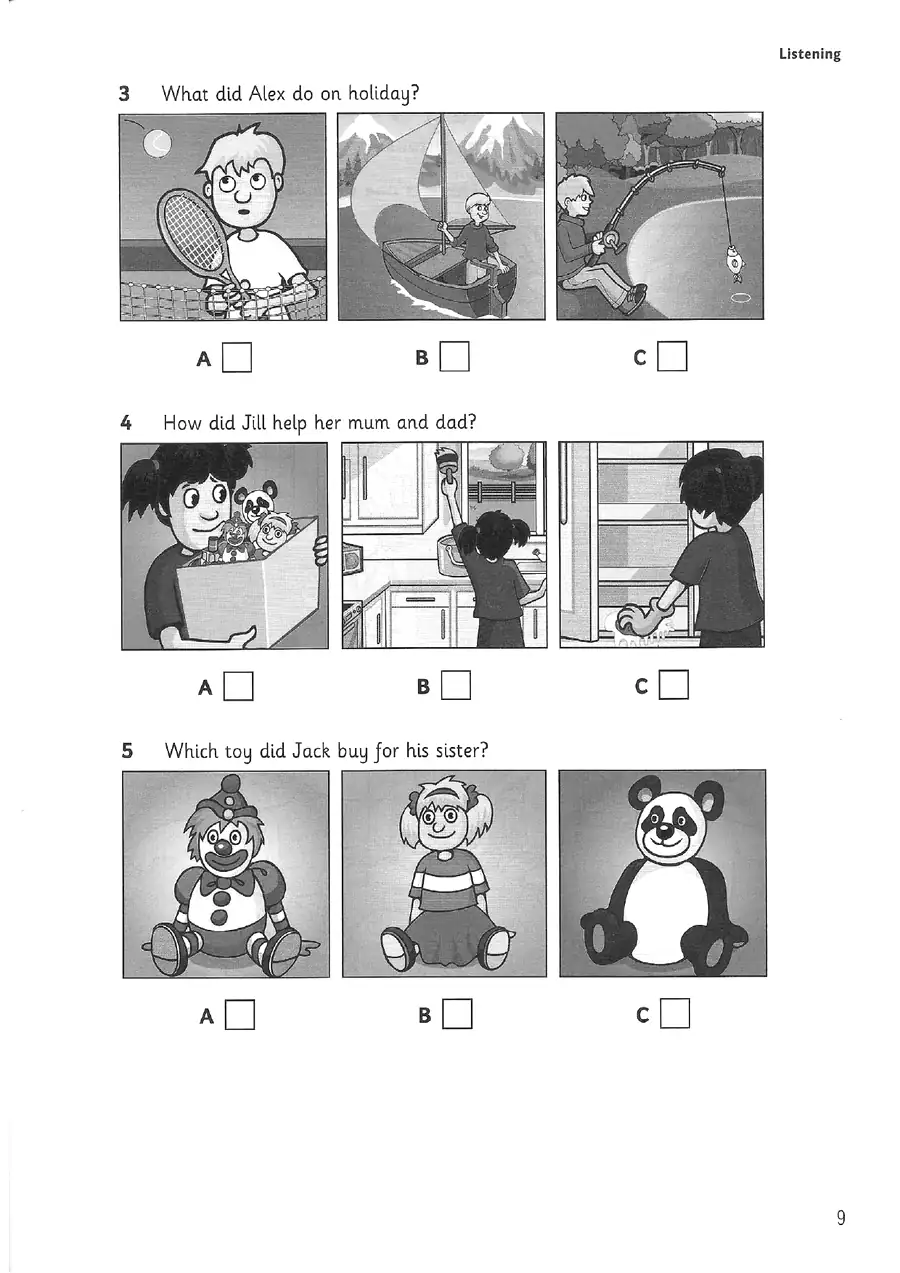 Listening
3 What did Alex do on holiday?
A B C
4 How did Jill help her mum and dad?
A B C
5 Which toy did Jack buy for his sister?
A B C
9